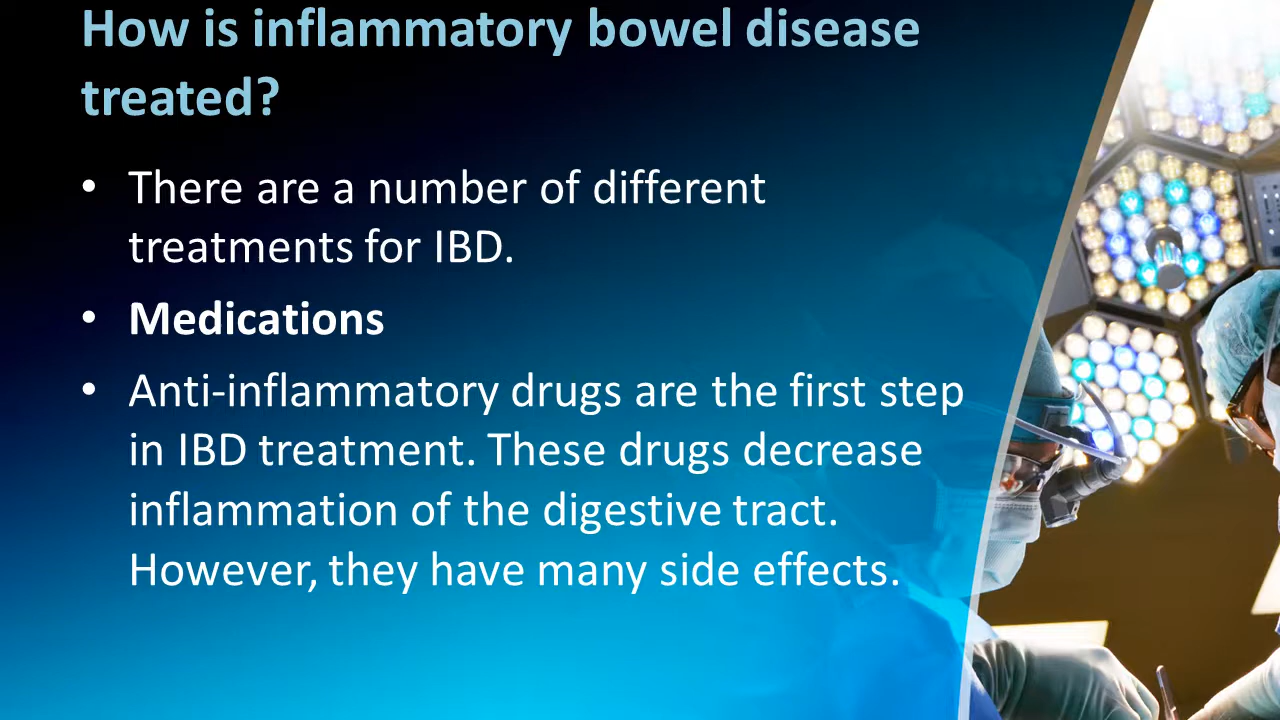 How is inflammatory bowel disease
treated?
• There are a number of different
treatments for IBD.
• Medications
• Anti-inflammatory drugs are the first step
in IBD treatment. These drugs decrease
inflammation of the digestive tract.
However, they have many side effects.